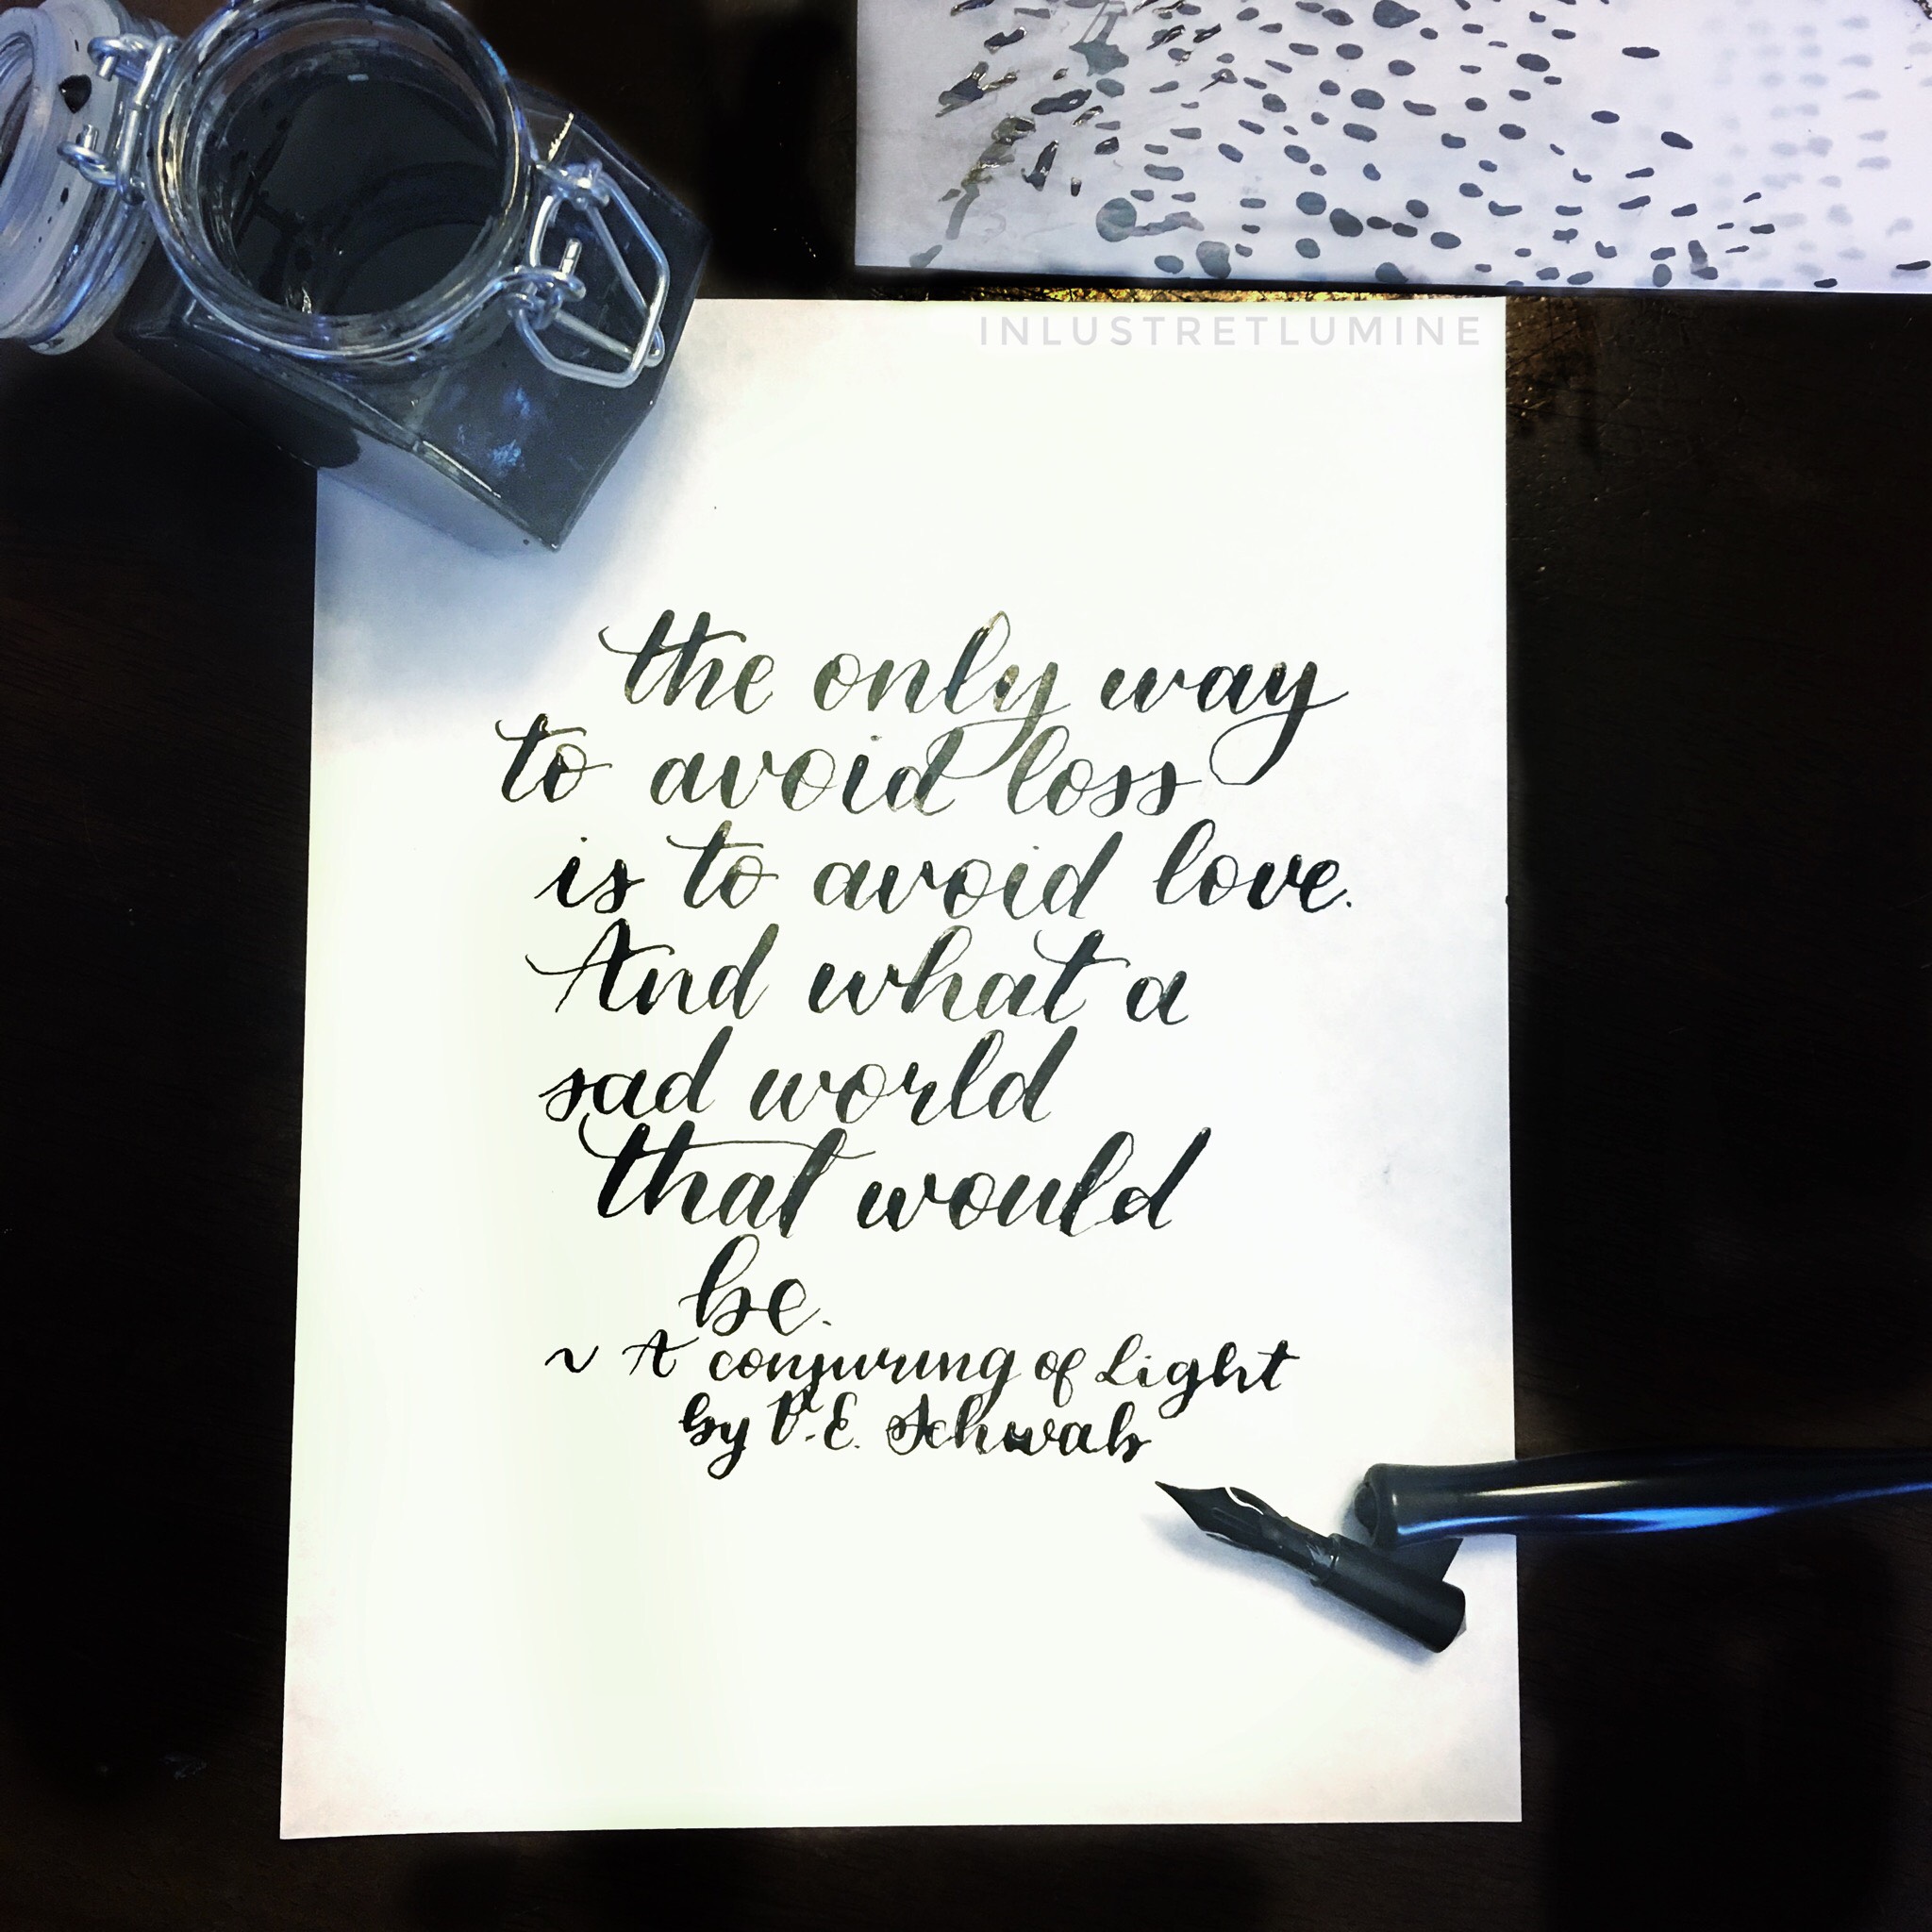 INLUSTRETLUMINE
the only way
to avoid loss
is to avoid love.
And what a
sad world
that would
be.
~ A conjuring of Light
by V.E. Schwab